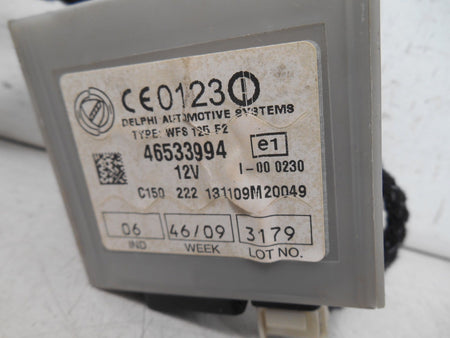 CE0123
DELPHI AUTOMOTIVE SYSTEMS
TYPE: WFS 125 F2
46533994 e1
12V I-00 0230
C150 222 131109M20049
06 46/09 3179
IND WEEK LOT NO.